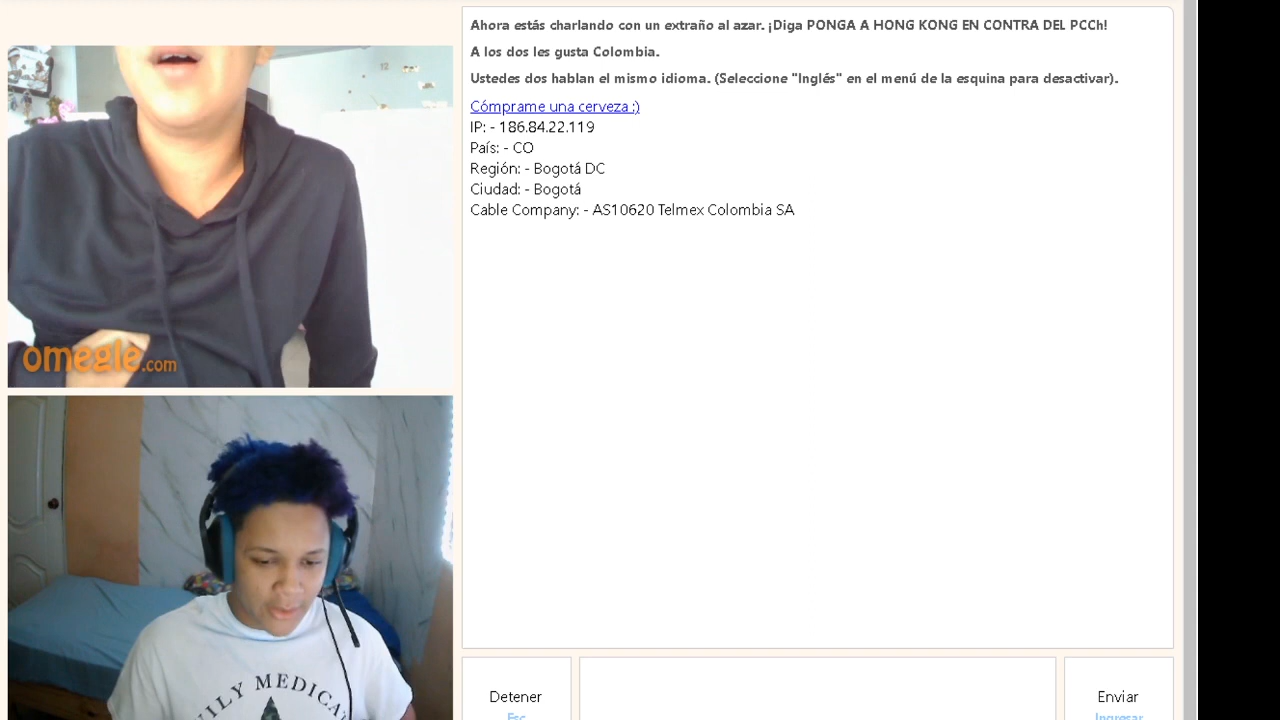 Ahora estás charlando con un extraño al azar. ¡Diga PONGA A HONG KONG EN CONTRA DEL PCCh!
A los dos les gusta Colombia.
Ustedes dos hablan el mismo idioma. (Seleccione "Inglés" en el menú de la esquina para desactivar).
Cómprame una cerveza :)
IP: - 186.84.22.119
País: - CO
Región: - Bogotá DC
Ciudad: - Bogotá
Cable Company: - AS10620 Telmex Colombia SA
omegle.com
MEDICA
Detener
Esc
Enviar
Ingresar